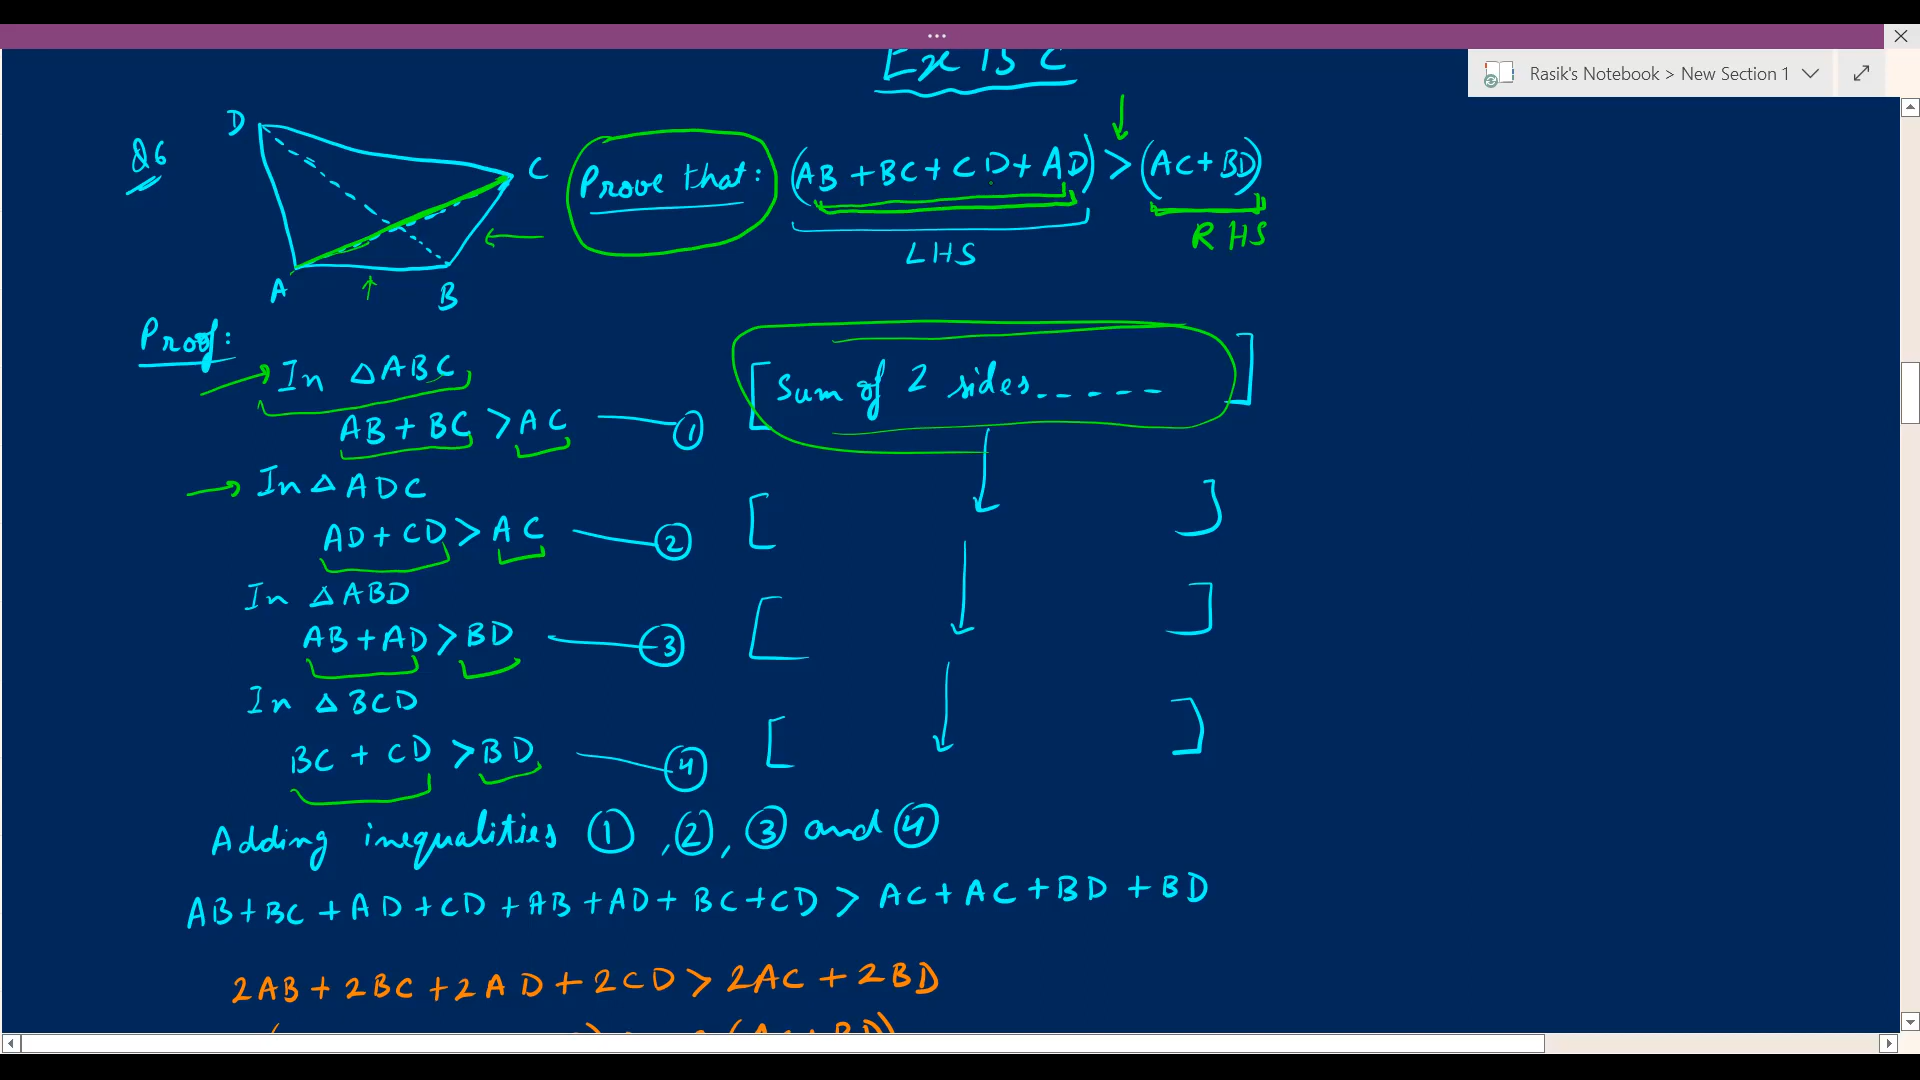 ...
Rasik's Notebook > New Section 1
Ex 15 C
Q6
D
C
A
B
Prove that: (AB + BC + CD + AD) > (AC + BD)
LHS
RHS
Proof:
In △ABC
[Sum of 2 sides.....]
AB + BC > AC —— ①
In △ADC
AD + CD > AC —— ② [ ]
In △ABD
AB + AD > BD —— ③ [ ]
In △BCD
BC + CD > BD —— ④ [ ]
Adding inequalities ①, ②, ③ and ④
AB + BC + AD + CD + AB + AD + BC + CD > AC + AC + BD + BD
2AB + 2BC + 2AD + 2CD > 2AC + 2BD